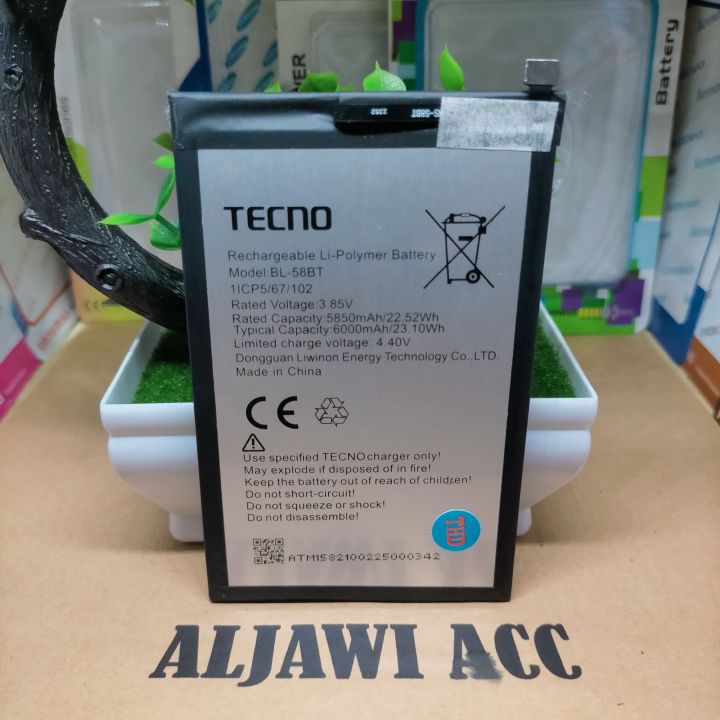 Battery
2352
S-58BT
TECNO
Rechargeable Li-Polymer Battery
Model:BL-58BT
1ICP5/67/102
Rated Voltage:3.85V
Rated Capacity:5850mAh/22.52Wh
Typical Capacity:6000mAh/23.10Wh
Limited charge voltage: 4.40V
Dongguan Liwinon Energy Technology Co.,LTD.
Made in China
CE
Use specified TECNOcharger only!
May explode if disposed of in fire!
Keep the battery out of reach of children!
Do not short-circuit!
Do not squeeze or shock!
Do not disassemble!
THD
ATM1582100225000342
ALJAWI ACC